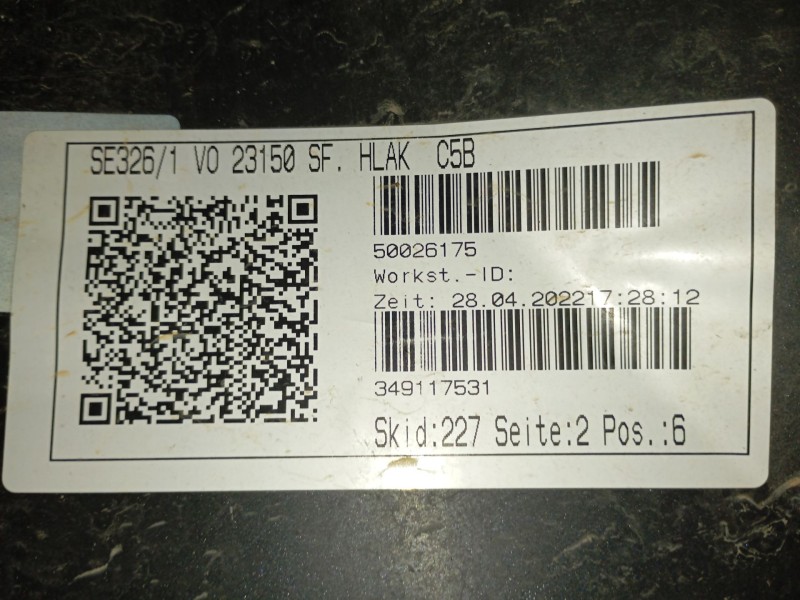 SE326/1 VO 23150 SF. HLAK C5B
50026175
Workst.-ID:
Zeit: 28.04.202217:28:12
349117531
Skid:227 Seite:2 Pos.:6